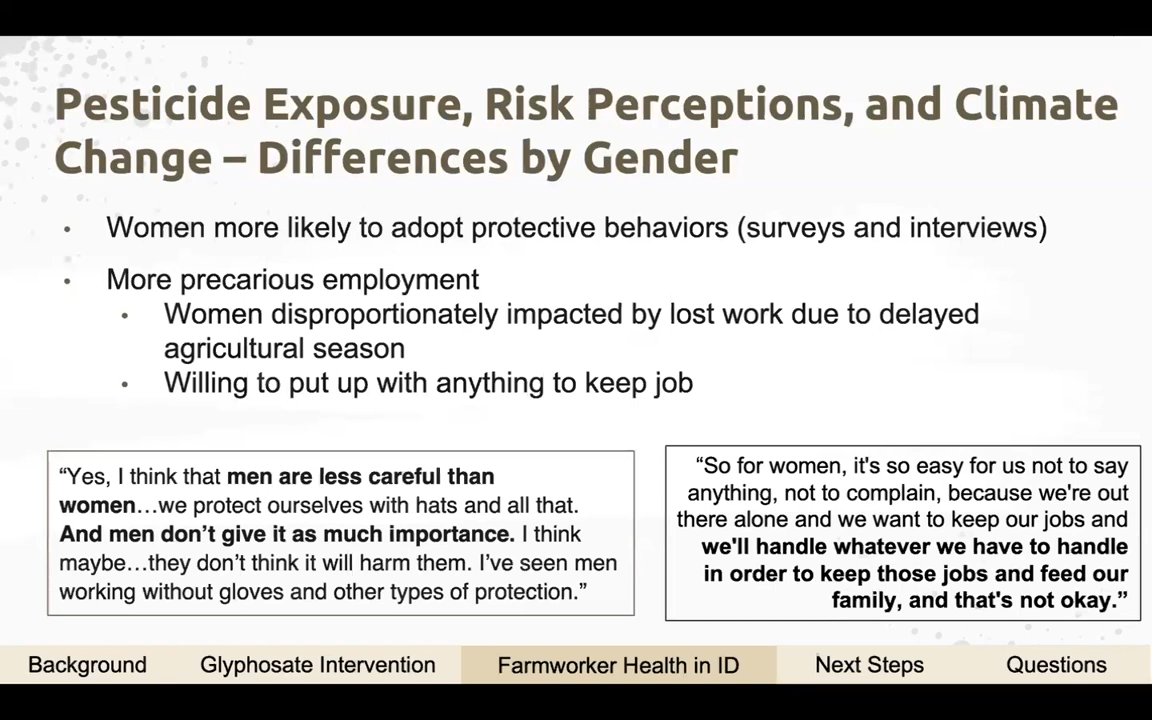 Pesticide Exposure, Risk Perceptions, and Climate
Change – Differences by Gender
• Women more likely to adopt protective behaviors (surveys and interviews)
• More precarious employment
• Women disproportionately impacted by lost work due to delayed
agricultural season
• Willing to put up with anything to keep job
“Yes, I think that men are less careful than
women…we protect ourselves with hats and all that.
And men don’t give it as much importance. I think
maybe…they don’t think it will harm them. I’ve seen men
working without gloves and other types of protection.”
“So for women, it's so easy for us not to say
anything, not to complain, because we're out
there alone and we want to keep our jobs and
we'll handle whatever we have to handle
in order to keep those jobs and feed our
family, and that's not okay.”
Background Glyphosate Intervention Farmworker Health in ID Next Steps Questions